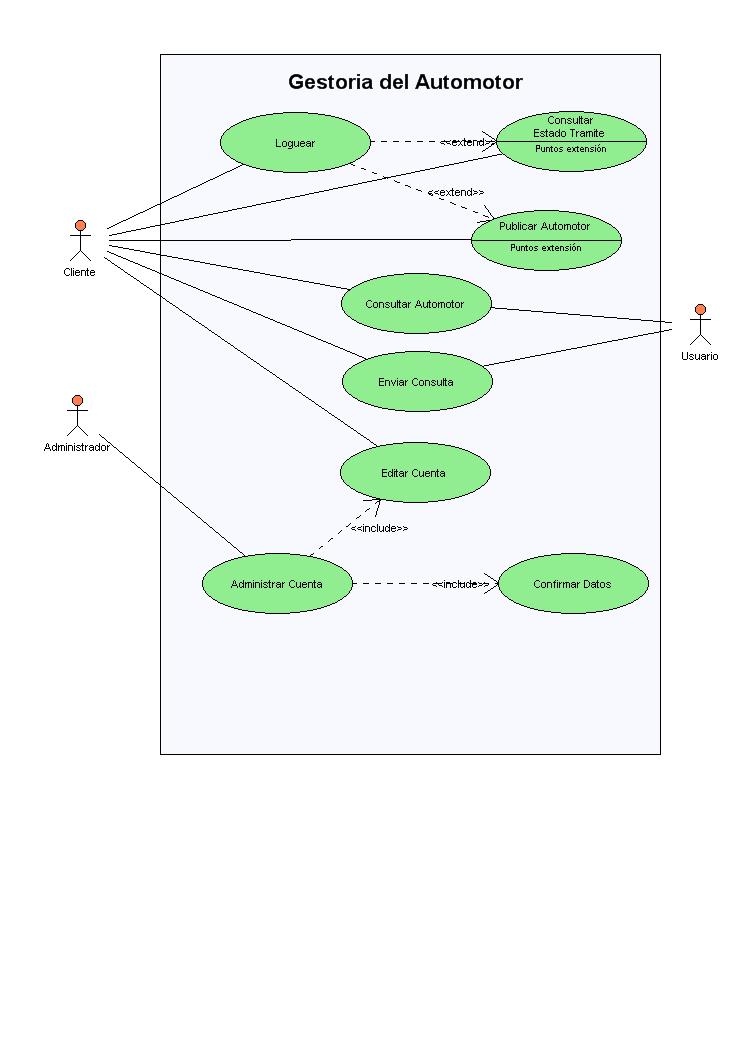 Gestoria del Automotor
Loguear
<<extend>>
Consultar
Estado Tramite
Puntos extensión
<<extend>>
Publicar Automotor
Puntos extensión
Cliente
Consultar Automotor
Usuario
Enviar Consulta
Administrador
Editar Cuenta
<<include>>
Administrar Cuenta
<<include>>
Confirmar Datos